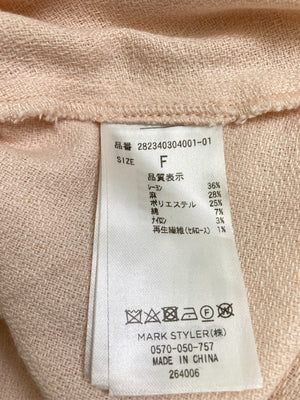 品番 282340304001-01
SIZE F
品質表示
レーヨン 36%
麻 28%
ポリエステル 25%
綿 7%
ナイロン 3%
再生繊維(セルロース) 1%
MARK STYLER(株)
0570-050-757
MADE IN CHINA
264006